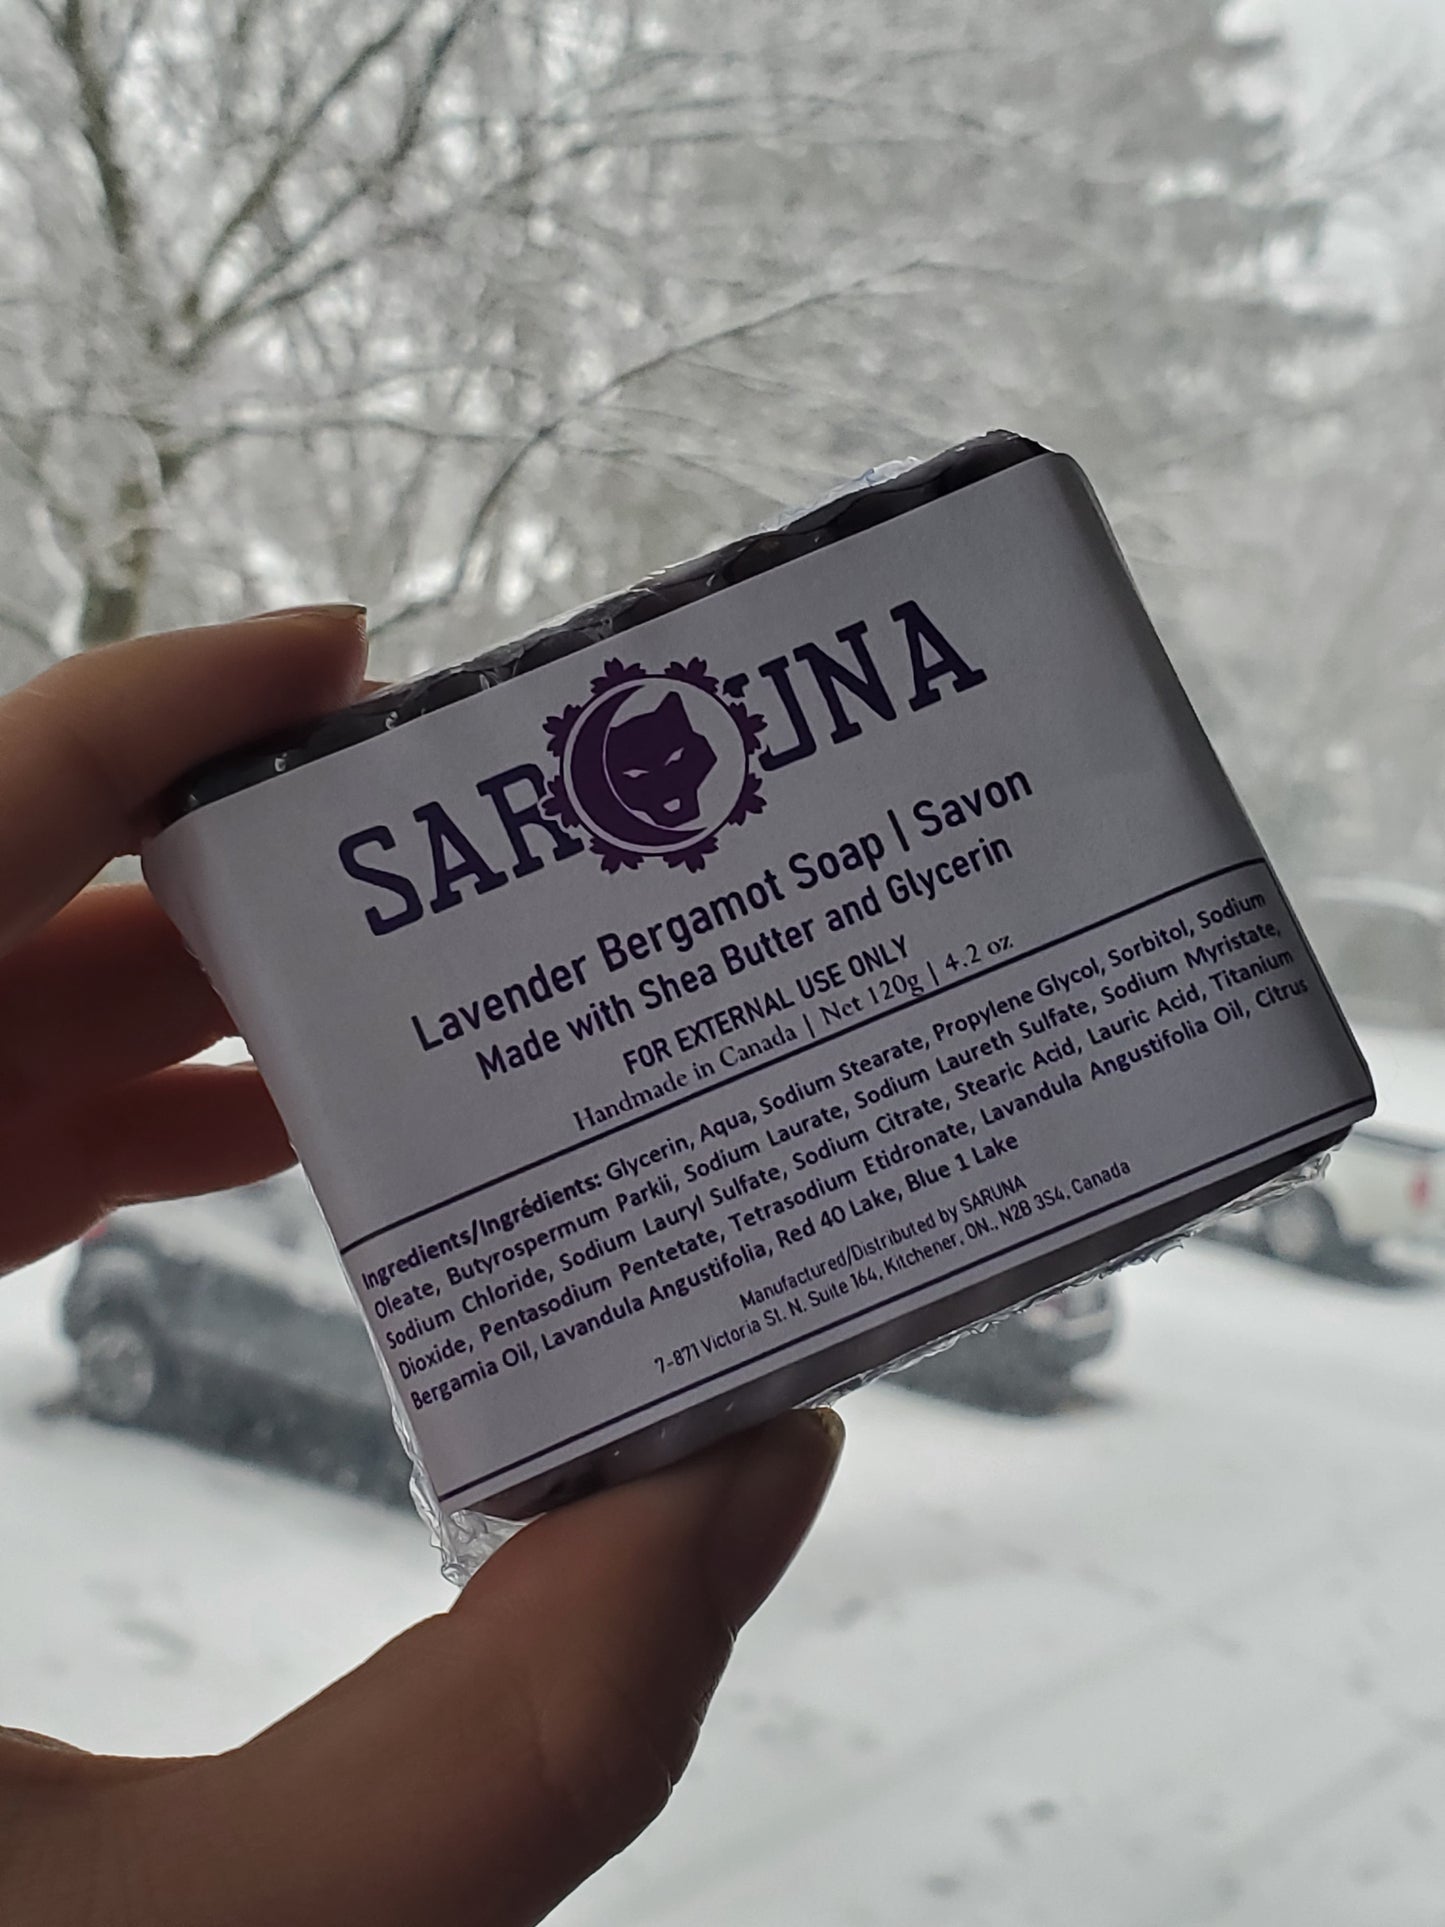 SARUNA
Lavender Bergamot Soap | Savon
Made with Shea Butter and Glycerin
FOR EXTERNAL USE ONLY
Handmade in Canada | Net 120g | 4.2 oz
Ingredients/Ingrédients: Glycerin, Aqua, Sodium Stearate, Propylene Glycol, Sorbitol, Sodium
Oleate, Butyrospermum Parkii, Sodium Laurate, Sodium Laureth Sulfate, Sodium Myristate,
Sodium Chloride, Sodium Lauryl Sulfate, Sodium Citrate, Stearic Acid, Lauric Acid, Titanium
Dioxide, Pentasodium Pentetate, Tetrasodium Etidronate, Lavandula Angustifolia Oil, Citrus
Bergamia Oil, Lavandula Angustifolia, Red 40 Lake, Blue 1 Lake
Manufactured/Distributed by SARUNA
7-871 Victoria St. N. Suite 164, Kitchener, ON., N2B 3S4, Canada